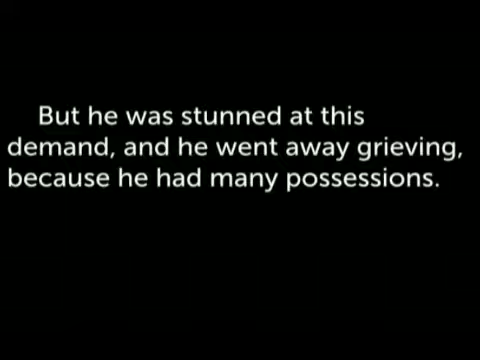 But he was stunned at this
demand, and he went away grieving,
because he had many possessions.